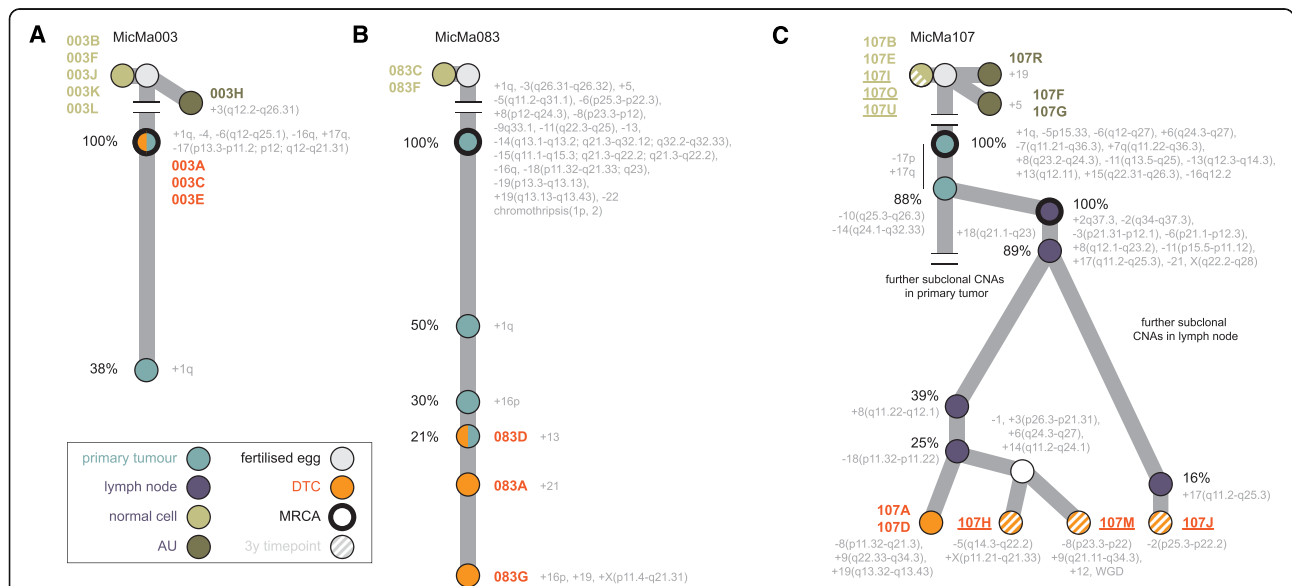 A
MicMa003
003B
003F
003J
003K
003L
003H
+3(q12.2-q26.31)
100%
+1q, -4, -6(q12-q25.1), -16q, +17q,
-17(p13.3-p11.2; p12; q12-q21.31)
003A
003C
003E
38%
+1q
primary tumour
lymph node
normal cell
AU
fertilised egg
DTC
MRCA
3y timepoint
B
MicMa083
083C
083F
100%
+1q, -3(q26.31-q26.32), +5,
-5(q11.2-q31.1), -6(p25.3-p22.3),
+8(p12-q24.3), -8(p23.3-p12),
-9q33.1, -11(q22.3-q25), -13,
-14(q13.1-q13.2; q21.3-q32.12; q32.2-q32.33),
-15(q11.1-q15.3; q21.3-q22.2; q21.3-q22.2),
-16q, -18(p11.32-q21.33; q23),
-19(p13.3-q13.13),
+19(q13.13-q13.43), -22
chromothripsis(1p, 2)
50%
+1q
30%
+16p
21%
083D
+13
083A
+21
083G
+16p, +19, +X(p11.4-q21.31)
C
MicMa107
107B
107E
107I
107O
107U
107R
+19
107F
+5
107G
100%
+1q, -5p15.33, -6(q12-q27), +6(q24.3-q27),
-7(q11.21-q36.3), +7q(q11.22-q36.3),
+8(q23.2-q24.3), -11(q13.5-q25), -13(q12.3-q14.3),
+13(q12.11), +15(q22.31-q26.3), -16q12.2
-17p
+17q
88%
-10(q25.3-q26.3)
-14(q24.1-q32.33)
100%
+2q37.3, -2(q34-q37.3),
-3(p21.31-p12.1), -6(p21.1-p12.3),
+8(q12.1-q23.2), -11(p15.5-p11.12),
+17(q11.2-q25.3), -21, X(q22.2-q28)
+18(q21.1-q23)
89%
further subclonal CNAs
in primary tumor
further subclonal
CNAs in lymph node
39%
+8(q11.22-q12.1)
25%
-18(p11.32-p11.22)
-1, +3(p26.3-p21.31),
+6(q24.3-q27),
+14(q11.2-q24.1)
16%
+17(q11.2-q25.3)
107A
107D
107H
107M
107J
-8(p11.32-q21.3),
+9(q22.33-q34.3),
+19(q13.32-q13.43)
-5(q14.3-q22.2)
+X(p11.21-q21.33)
-8(p23.3-p22)
+9(q21.11-q34.3),
+12, WGD
-2(p25.3-p22.2)